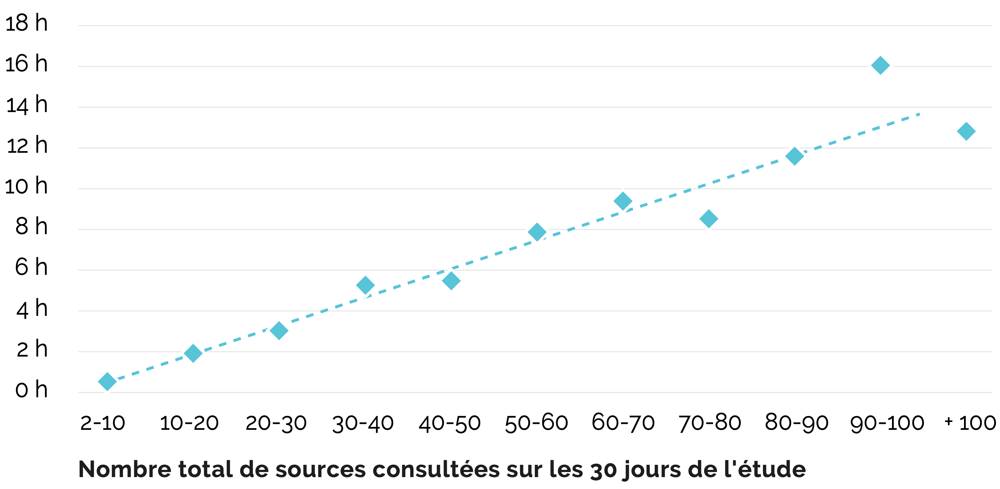 18 h
16 h
14 h
12 h
10 h
8 h
6 h
4 h
2 h
0 h
2-10 10-20 20-30 30-40 40-50 50-60 60-70 70-80 80-90 90-100 + 100
Nombre total de sources consultées sur les 30 jours de l'étude